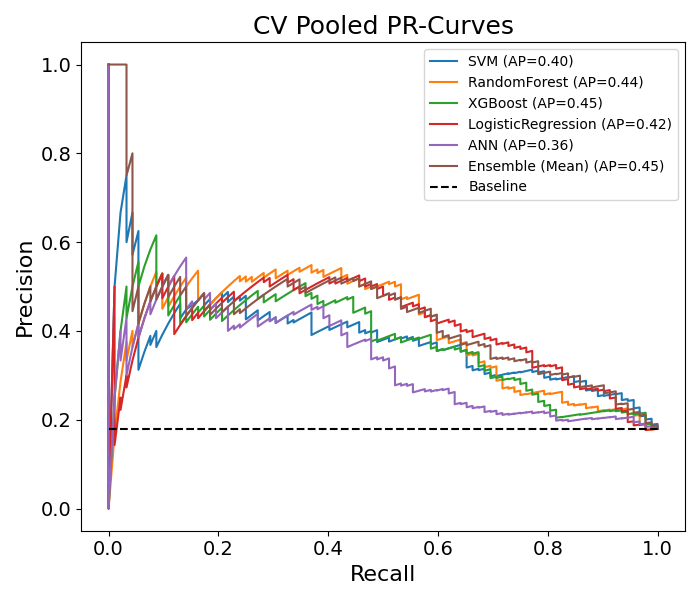 CV Pooled PR-Curves
SVM (AP=0.40)
RandomForest (AP=0.44)
XGBoost (AP=0.45)
LogisticRegression (AP=0.42)
ANN (AP=0.36)
Ensemble (Mean) (AP=0.45)
Baseline
Precision
1.0
0.8
0.6
0.4
0.2
0.0
0.0 0.2 0.4 0.6 0.8 1.0
Recall